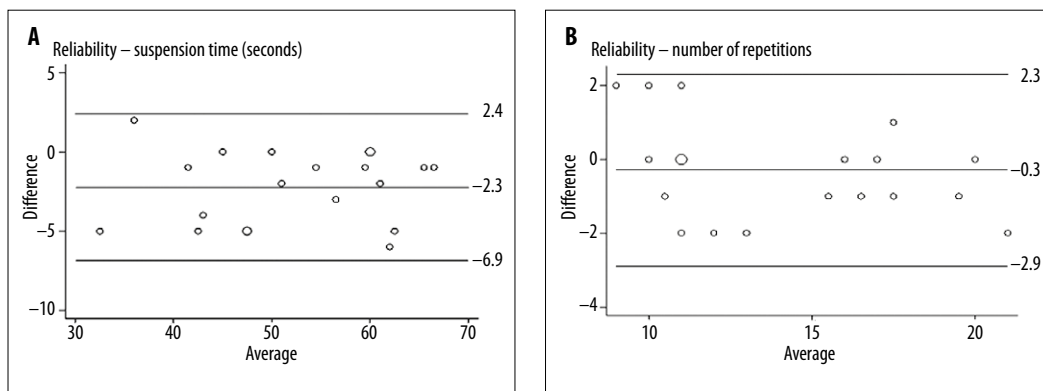 A
Reliability – suspension time (seconds)
5
0
−5
−10
Difference
2.4
−2.3
−6.9
30 40 50 60 70
Average
B
Reliability – number of repetitions
2
0
−2
−4
Difference
2.3
−0.3
−2.9
10 15 20
Average